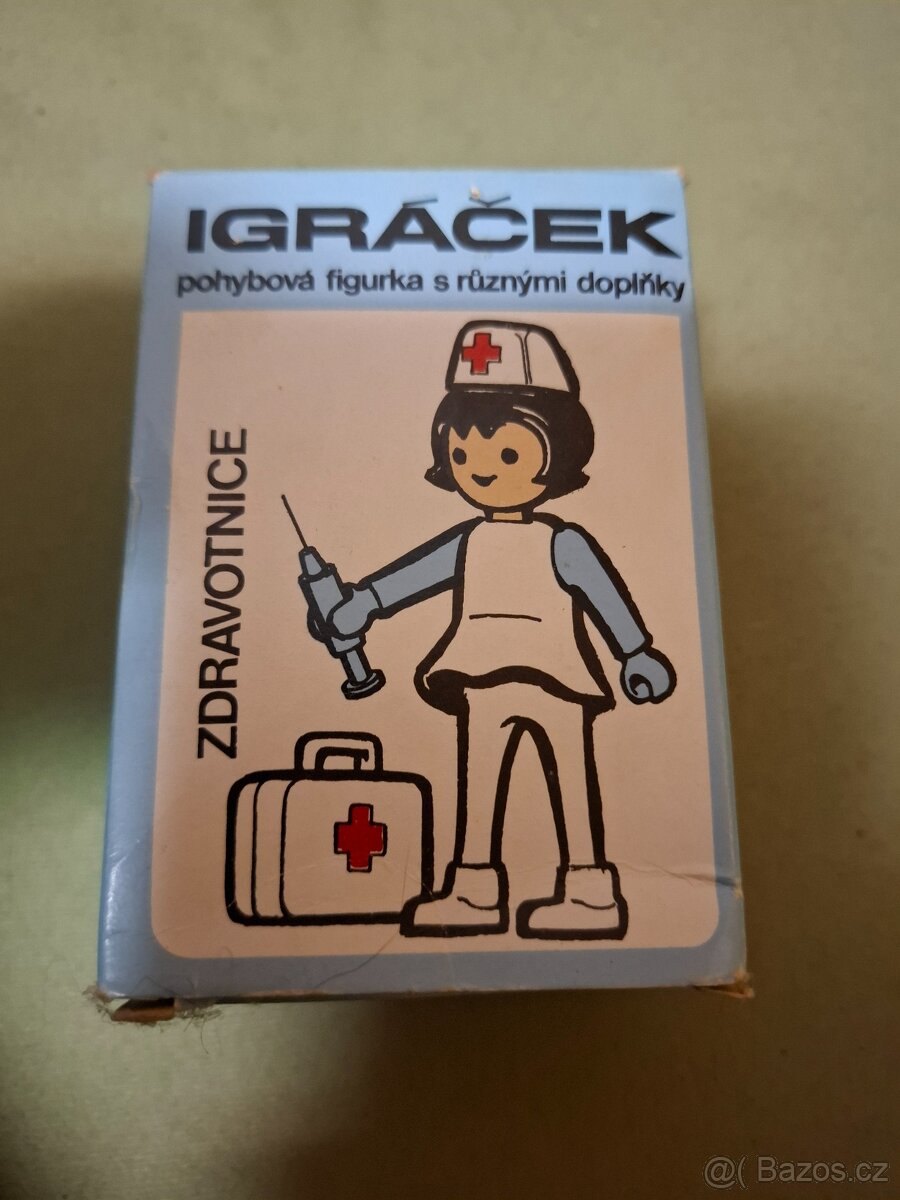 IGRÁČEK
pohybová figurka s různými doplňky
ZDRAVOTNICE
@( Bazos.cz